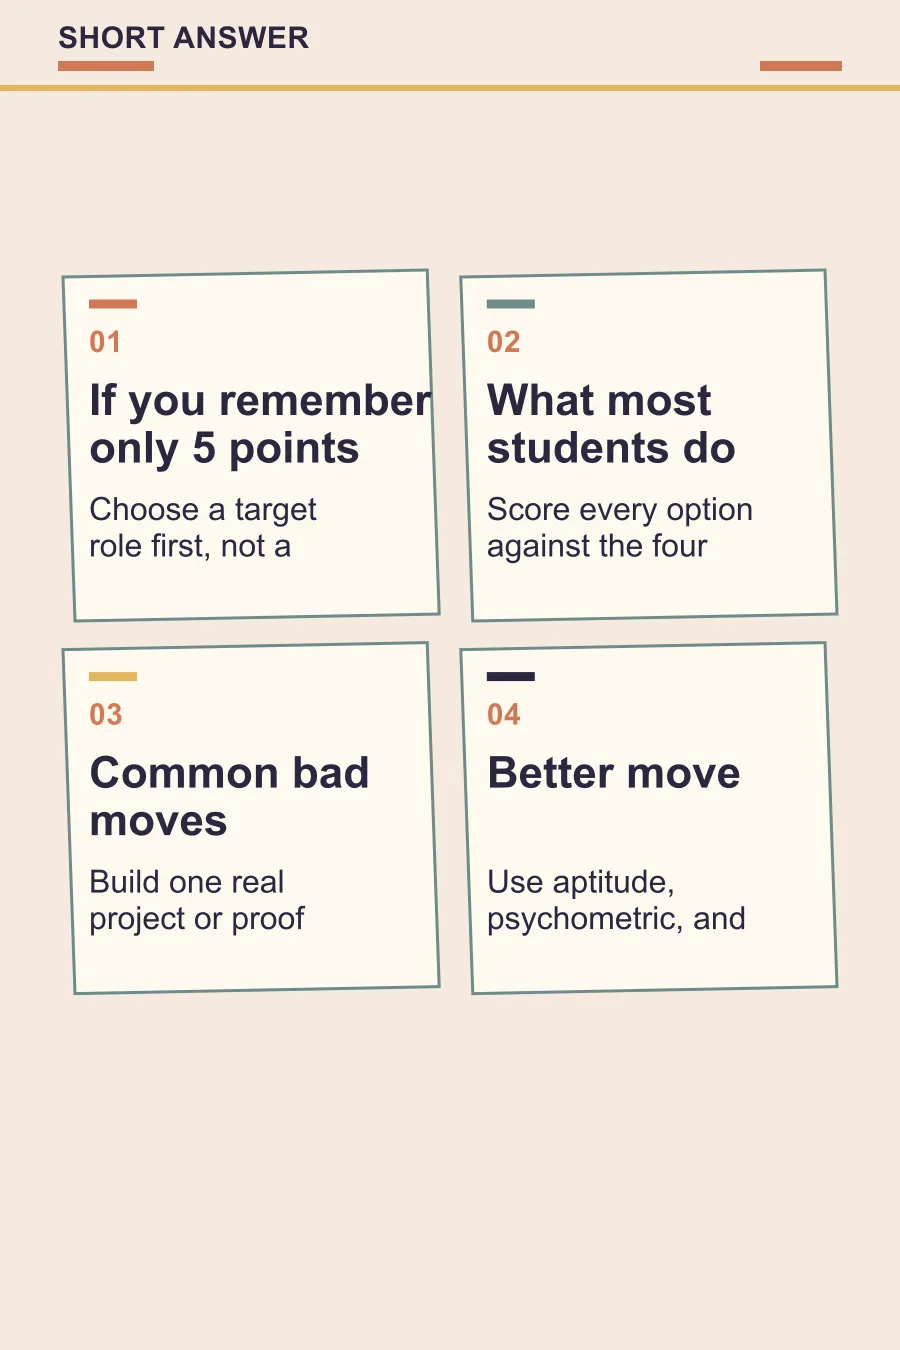 SHORT ANSWER
01
If you remember
only 5 points
Choose a target
role first, not a
02
What most
students do
Score every option
against the four
03
Common bad
moves
Build one real
project or proof
04
Better move
Use aptitude,
psychometric, and